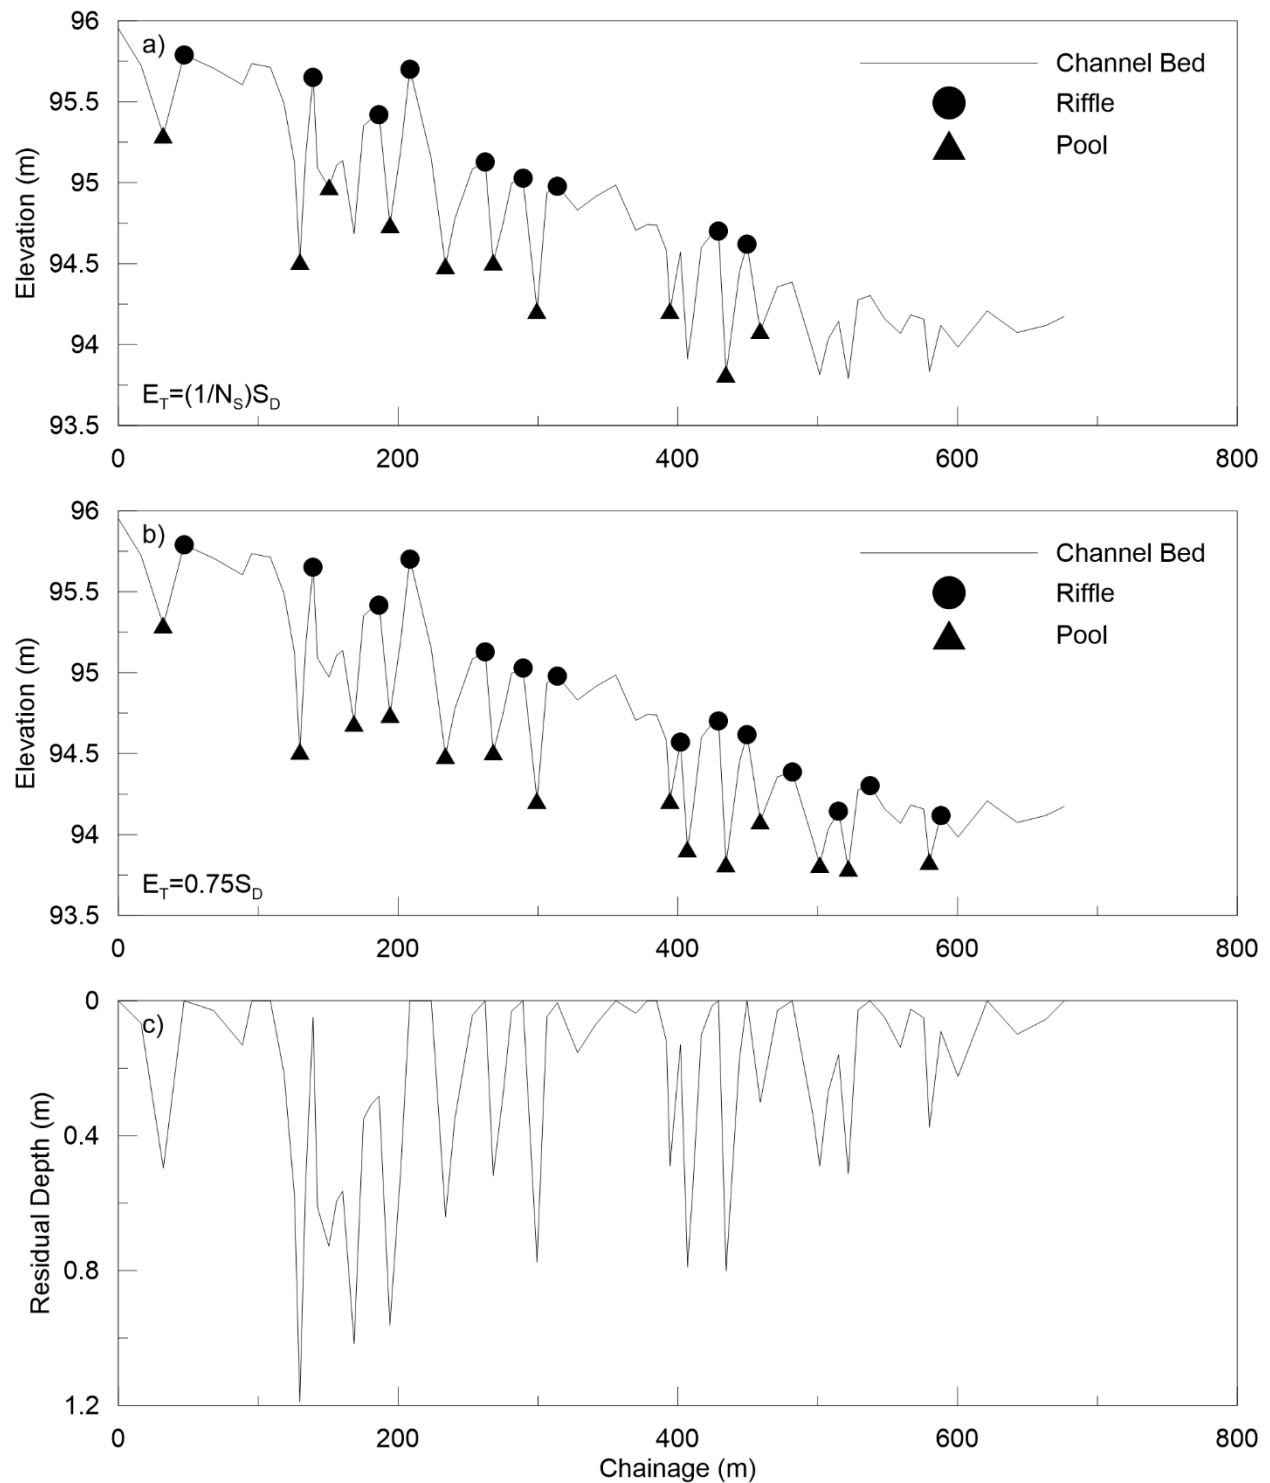 96
a)
Channel Bed
Riffle
Pool
95.5
95
94.5
94
93.5
Elevation (m)
E_T=(1/N_S)S_D
0
200
400
600
800
96
b)
Channel Bed
Riffle
Pool
95.5
95
94.5
94
93.5
Elevation (m)
E_T=0.75S_D
0
200
400
600
800
0
c)
0.4
0.8
1.2
Residual Depth (m)
0
200
400
600
800
Chainage (m)